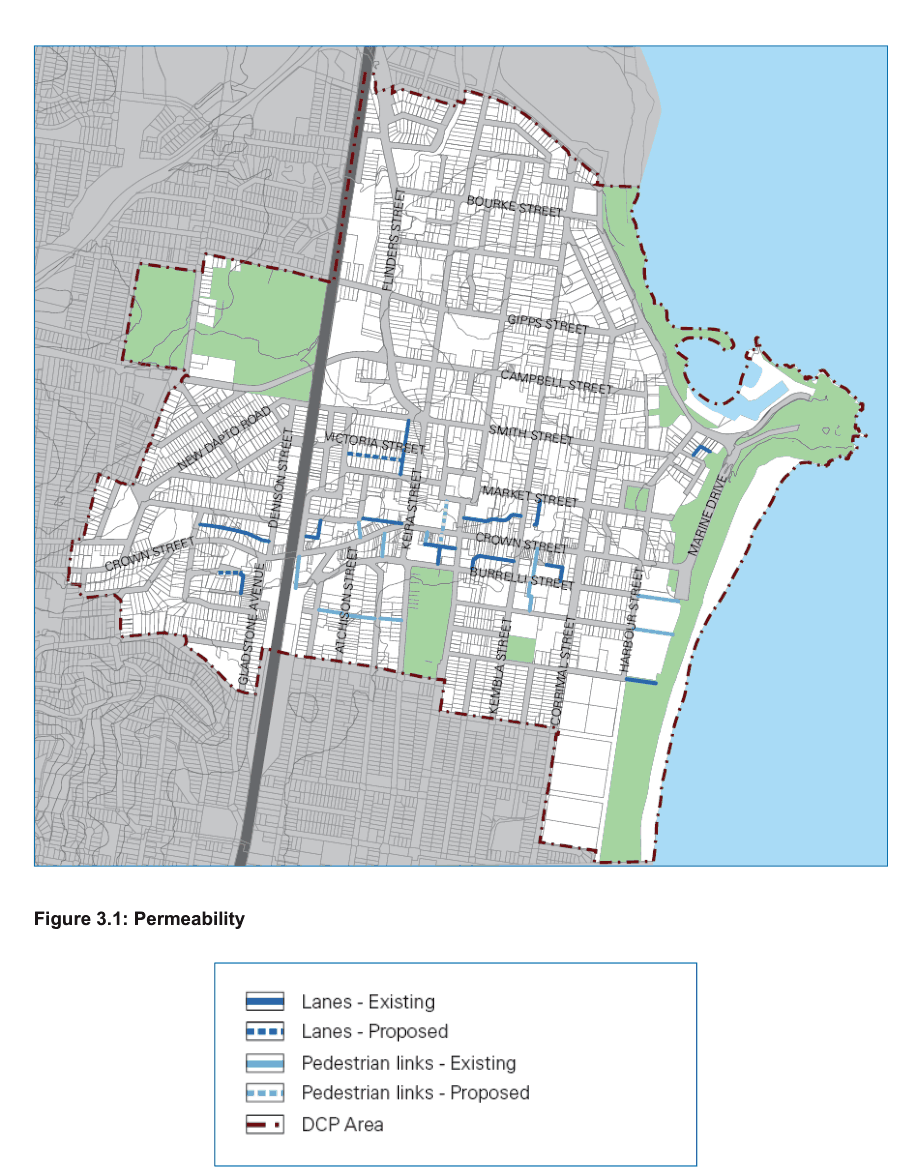 BOURKE STREET
FLINDERS STREET
GIPPS STREET
CAMPBELL STREET
NEW DAPTO ROAD
VICTORIA STREET
SMITH STREET
DENISON STREET
KEIRA STREET
MARKET STREET
MARINE DRIVE
CROWN STREET
CROWN STREET
BURRELLI STREET
GLADSTONE AVENUE
ATCHISON STREET
KEMBLA STREET
CORRIMAL STREET
HARBOUR STREET
Figure 3.1: Permeability
Lanes - Existing
Lanes - Proposed
Pedestrian links - Existing
Pedestrian links - Proposed
DCP Area